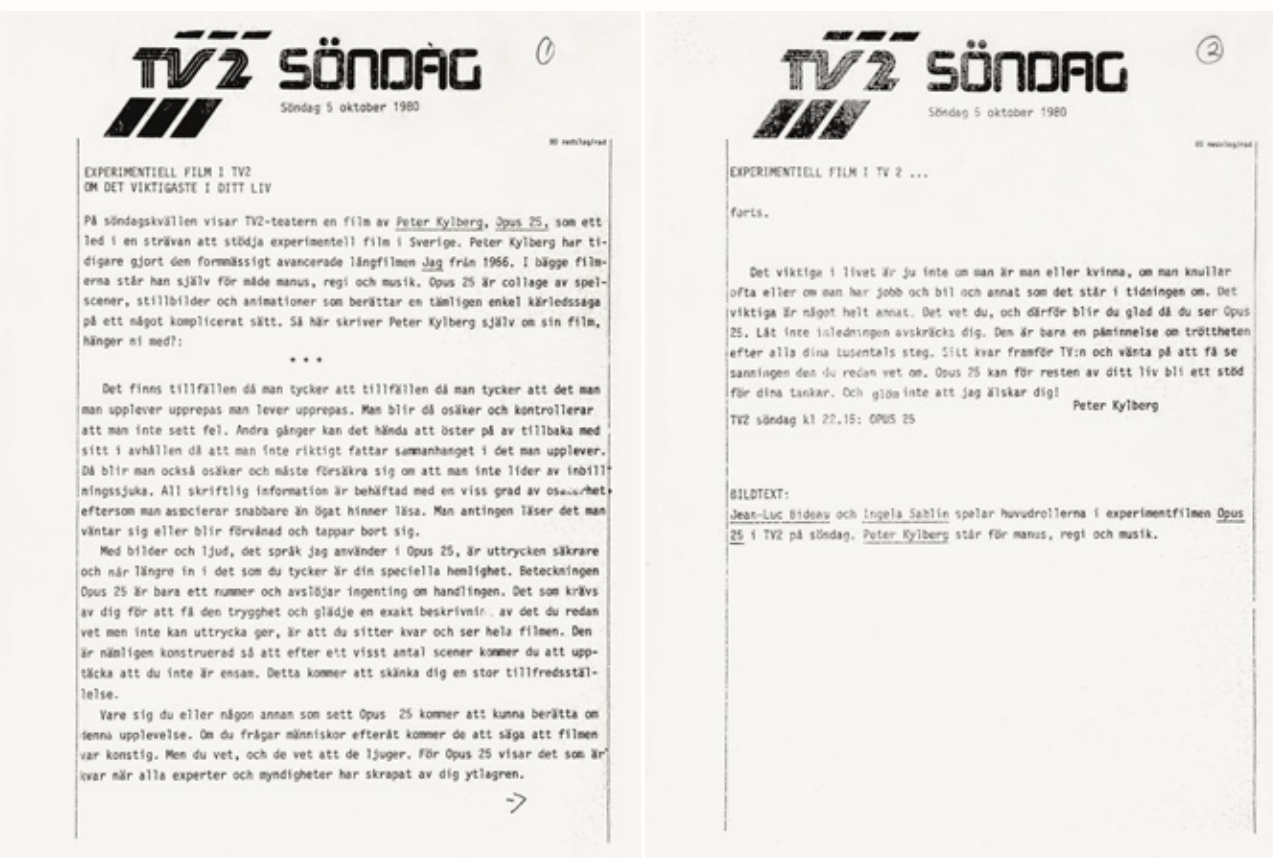 TV2 SÖNDAG
1
Söndag 5 oktober 1980
80 nedslag/rad
EXPERIMENTIELL FILM I TV2
OM DET VIKTIGASTE I DITT LIV
På söndagskvällen visar TV2-teatern en film av Peter Kylberg, Opus 25, som ett
led i en strävan att stödja experimentell film i Sverige. Peter Kylberg har ti-
digare gjort den formmässigt avancerade långfilmen Jag från 1966. I bägge film-
erna står han själv för måde manus, regi och musik. Opus 25 är collage av spel-
scener, stillbilder och animationer som berättar en tämligen enkel kärledssaga
på ett något komplicerat sätt. Så här skriver Peter Kylberg själv om sin film,
hänger ni med?:
* * *
Det finns tillfällen då man tycker att tillfällen då man tycker att det man
man upplever upprepas man lever upprepas. Man blir då osäker och kontrollerar
att man inte sett fel. Andra gånger kan det hända att öster på av tillbaka med
sitt i avhållen då att man inte riktigt fattar sammanhanget i det man upplever.
Då blir man också osäker och måste försäkra sig om att man inte lider av inbill
ningssjuka. All skriftlig information är behäftad med en viss grad av osäkerhet
eftersom man associerar snabbare än ögat hinner läsa. Man antingen läser det man
väntar sig eller blir förvånad och tappar bort sig.
Med bilder och ljud, det språk jag använder i Opus 25, är uttrycken säkrare
och når längre in i det som du tycker är din speciella hemlighet. Beteckningen
Opus 25 är bara ett nummer och avslöjar ingenting om handlingen. Det som krävs
av dig för att få den trygghet och glädje en exakt beskrivnin. av det du redan
vet men inte kan uttrycka ger, är att du sitter kvar och ser hela filmen. Den
är nämligen konstruerad så att efter ett visst antal scener kommer du att upp-
täcka att du inte är ensam. Detta kommer att skänka dig en stor tillfredsstäl-
lelse.
Vare sig du eller någon annan som sett Opus 25 kommer att kunna berätta om
denna upplevelse. Om du frågar människor efteråt kommer de att säga att filmen
var konstig. Men du vet, och de vet att de ljuger. För Opus 25 visar det som är
kvar när alla experter och myndigheter har skrapat av dig ytlagren.
->
TV2 SÖNDAG
2
Söndag 5 oktober 1980
80 nedslag/rad
EXPERIMENTIELL FILM I TV 2 ...
forts.
Det viktiga i livet är ju inte om man är man eller kvinna, om man knullar
ofta eller om man har jobb och bil och annat som det står i tidningen om. Det
viktiga är något helt annat. Det vet du, och därför blir du glad då du ser Opus
25. Låt inte inledningen avskräcka dig. Den är bara en påminnelse om tröttheten
efter alla dina tusentals steg. Sitt kvar framför TV:n och vänta på att få se
sanningen den du redan vet om. Opus 25 kan för resten av ditt liv bli ett stöd
för dina tankar. Och glöm inte att jag älskar dig!
Peter Kylberg
TV2 söndag kl 22.15: OPUS 25
BILDTEXT:
Jean-Luc Bideau och Ingela Sahlin spelar huvudrollerna i experimentfilmen Opus
25 i TV2 på söndag. Peter Kylberg står för manus, regi och musik.